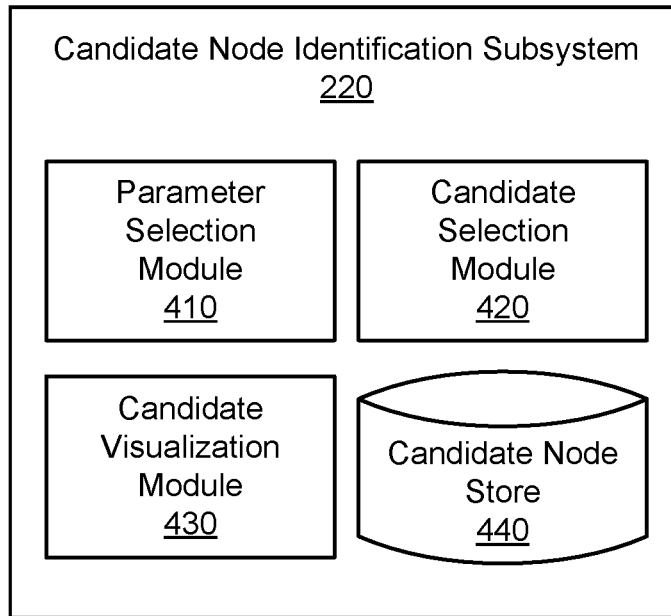 Candidate Node Identification Subsystem
220
Parameter
Selection
Module
410
Candidate
Selection
Module
420
Candidate
Visualization
Module
430
Candidate Node
Store
440